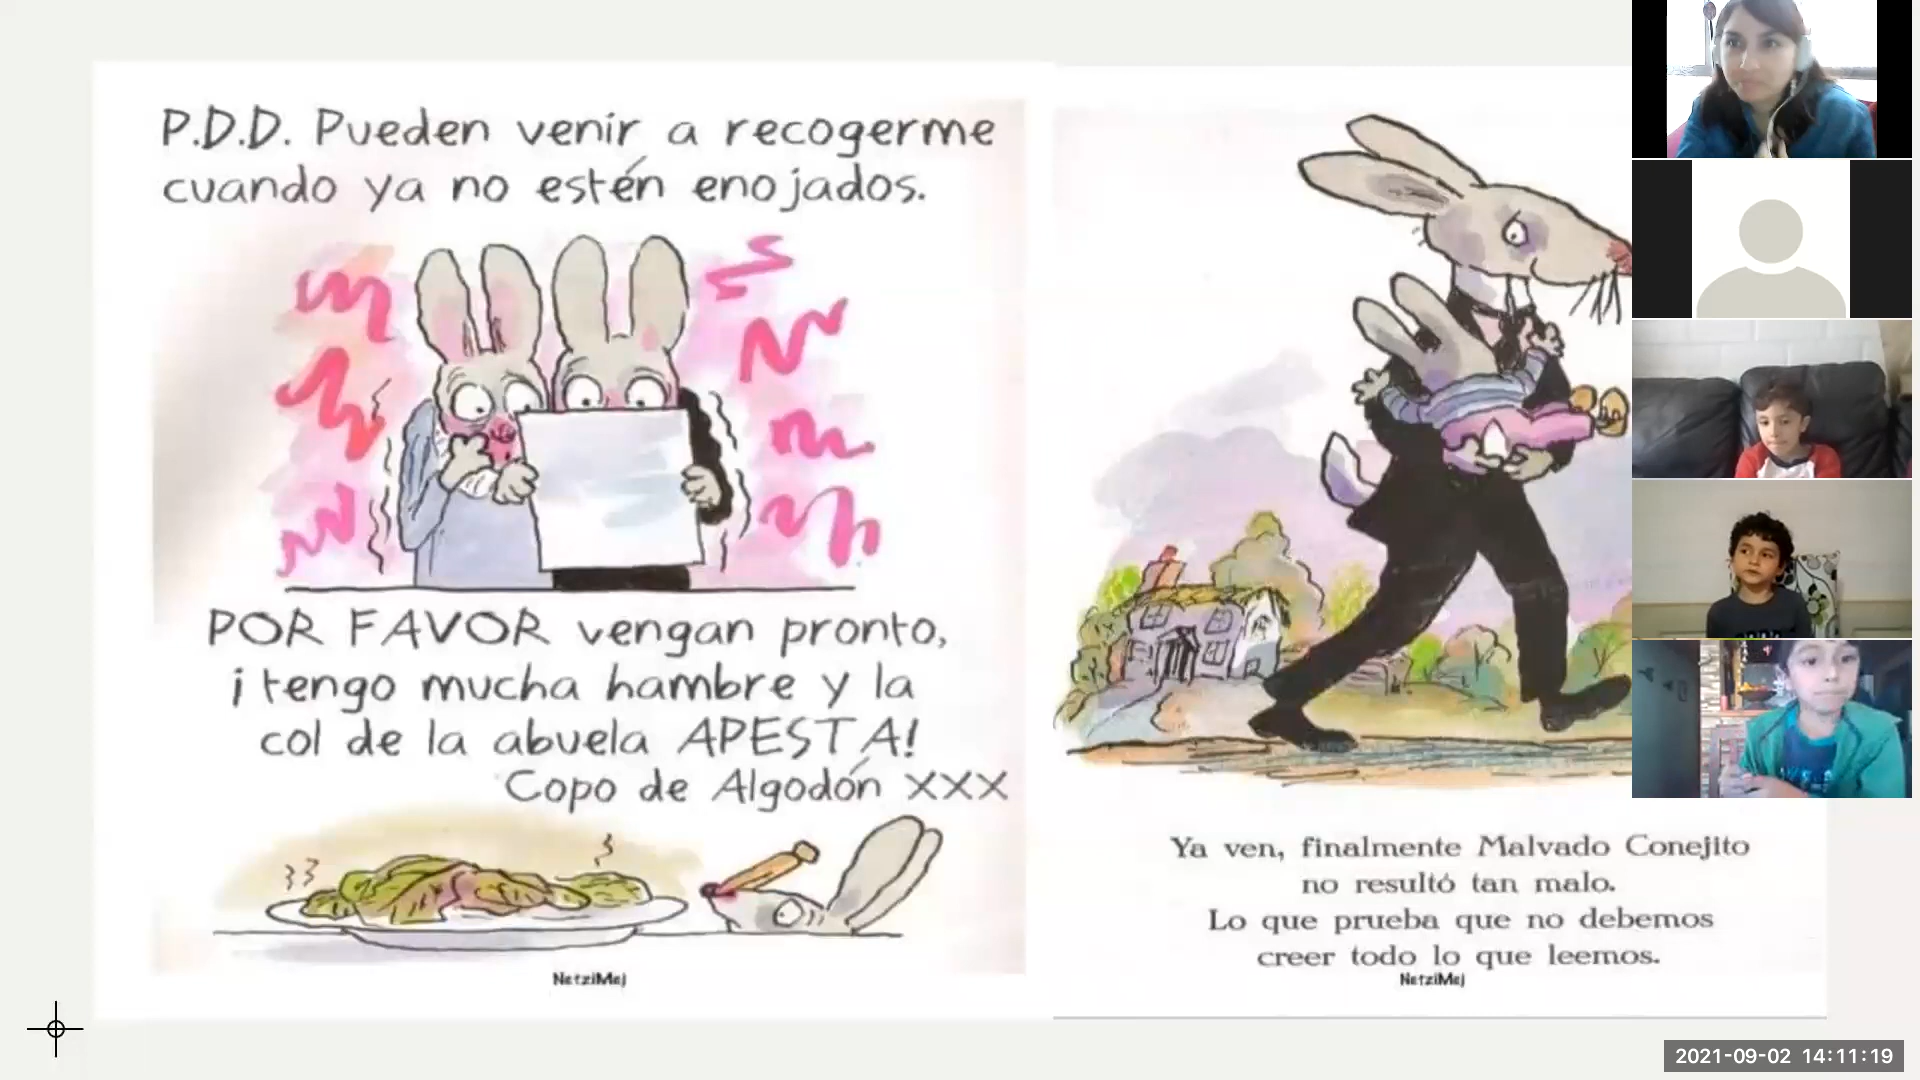 P.D.D. Pueden venir a recogerme
cuando ya no estén enojados.
POR FAVOR vengan pronto,
¡tengo mucha hambre y la
col de la abuela APESTA!
Copo de Algodón XXX
NetziMej
Ya ven, finalmente Malvado Conejito
no resultó tan malo.
Lo que prueba que no debemos
creer todo lo que leemos.
NetziMej
2021-09-02 14:11:19